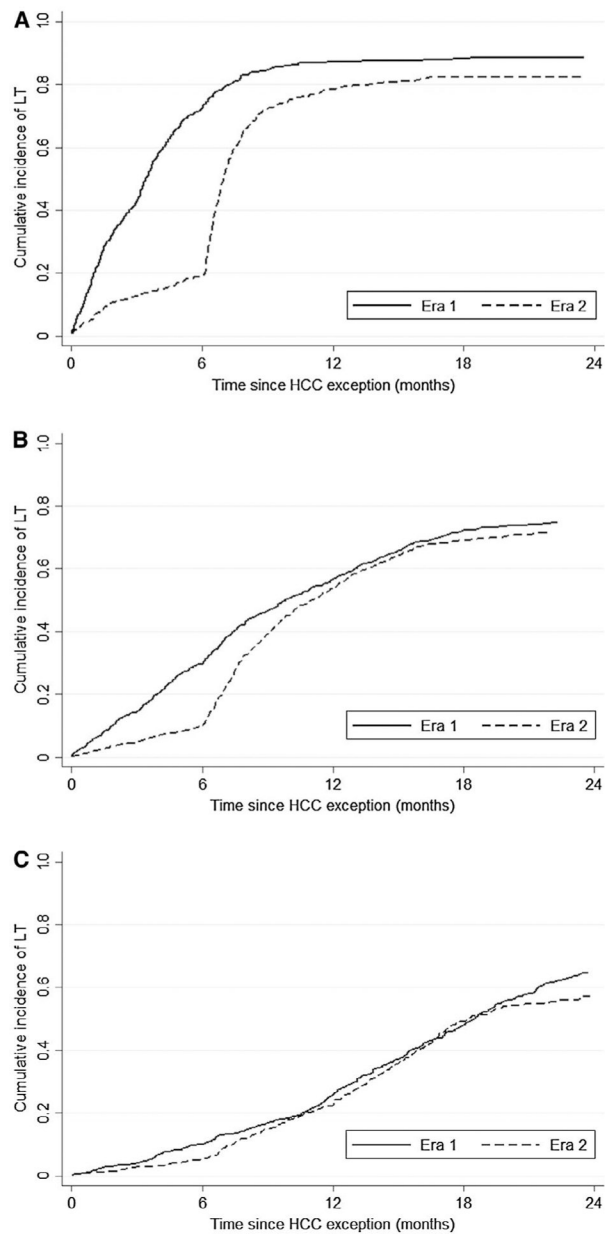 A
Cumulative incidence of LT
1.0
0.8
0.6
0.4
0.2
0
Era 1 Era 2
0 6 12 18 24
Time since HCC exception (months)
B
Cumulative incidence of LT
1.0
0.8
0.6
0.4
0.2
0
Era 1 Era 2
0 6 12 18 24
Time since HCC exception (months)
C
Cumulative incidence of LT
1.0
0.8
0.6
0.4
0.2
0
Era 1 Era 2
0 6 12 18 24
Time since HCC exception (months)